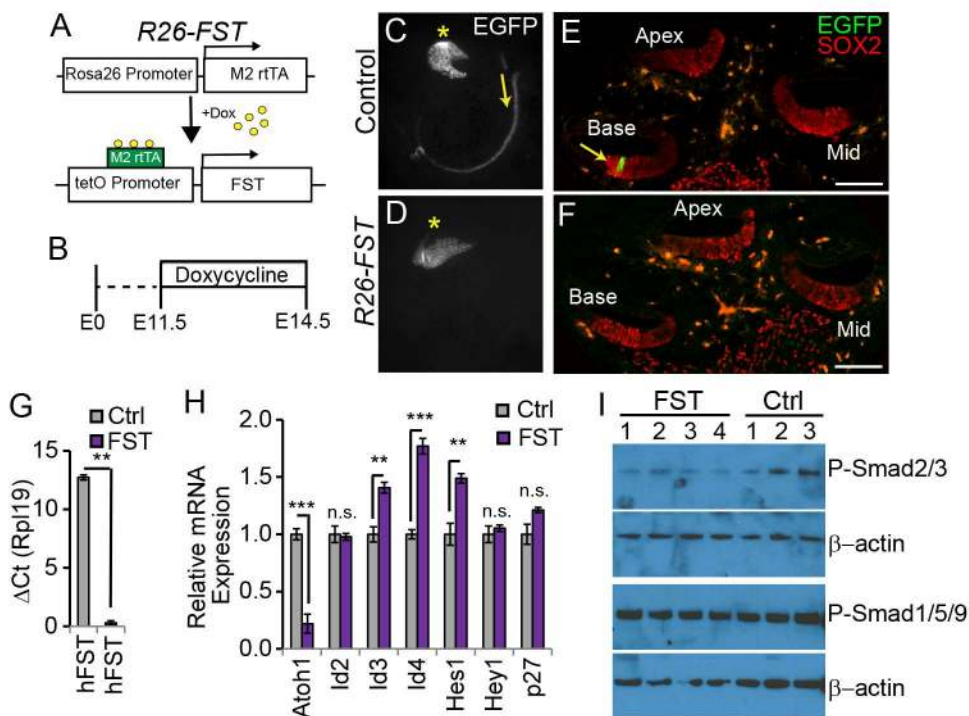 A
R26-FST
Rosa26 Promoter
M2 rtTA
+Dox
M2 rtTA
tetO Promoter
FST
B
Doxycycline
E0
E11.5
E14.5
Control
C
EGFP
*
R26-FST
D
*
E
EGFP
SOX2
Apex
Base
Mid
F
Apex
Base
Mid
G
Ctrl
FST
**
ΔCt (Rpl19)
15
10
5
0
hFST
hFST
H
Ctrl
FST
Relative mRNA
Expression
2.0
1.5
1.0
0.5
0.0
***
n.s.
**
***
**
n.s.
n.s.
Atoh1
Id2
Id3
Id4
Hes1
Hey1
p27
I
FST Ctrl
1 2 3 4 1 2 3
P-Smad2/3
β–actin
P-Smad1/5/9
β–actin